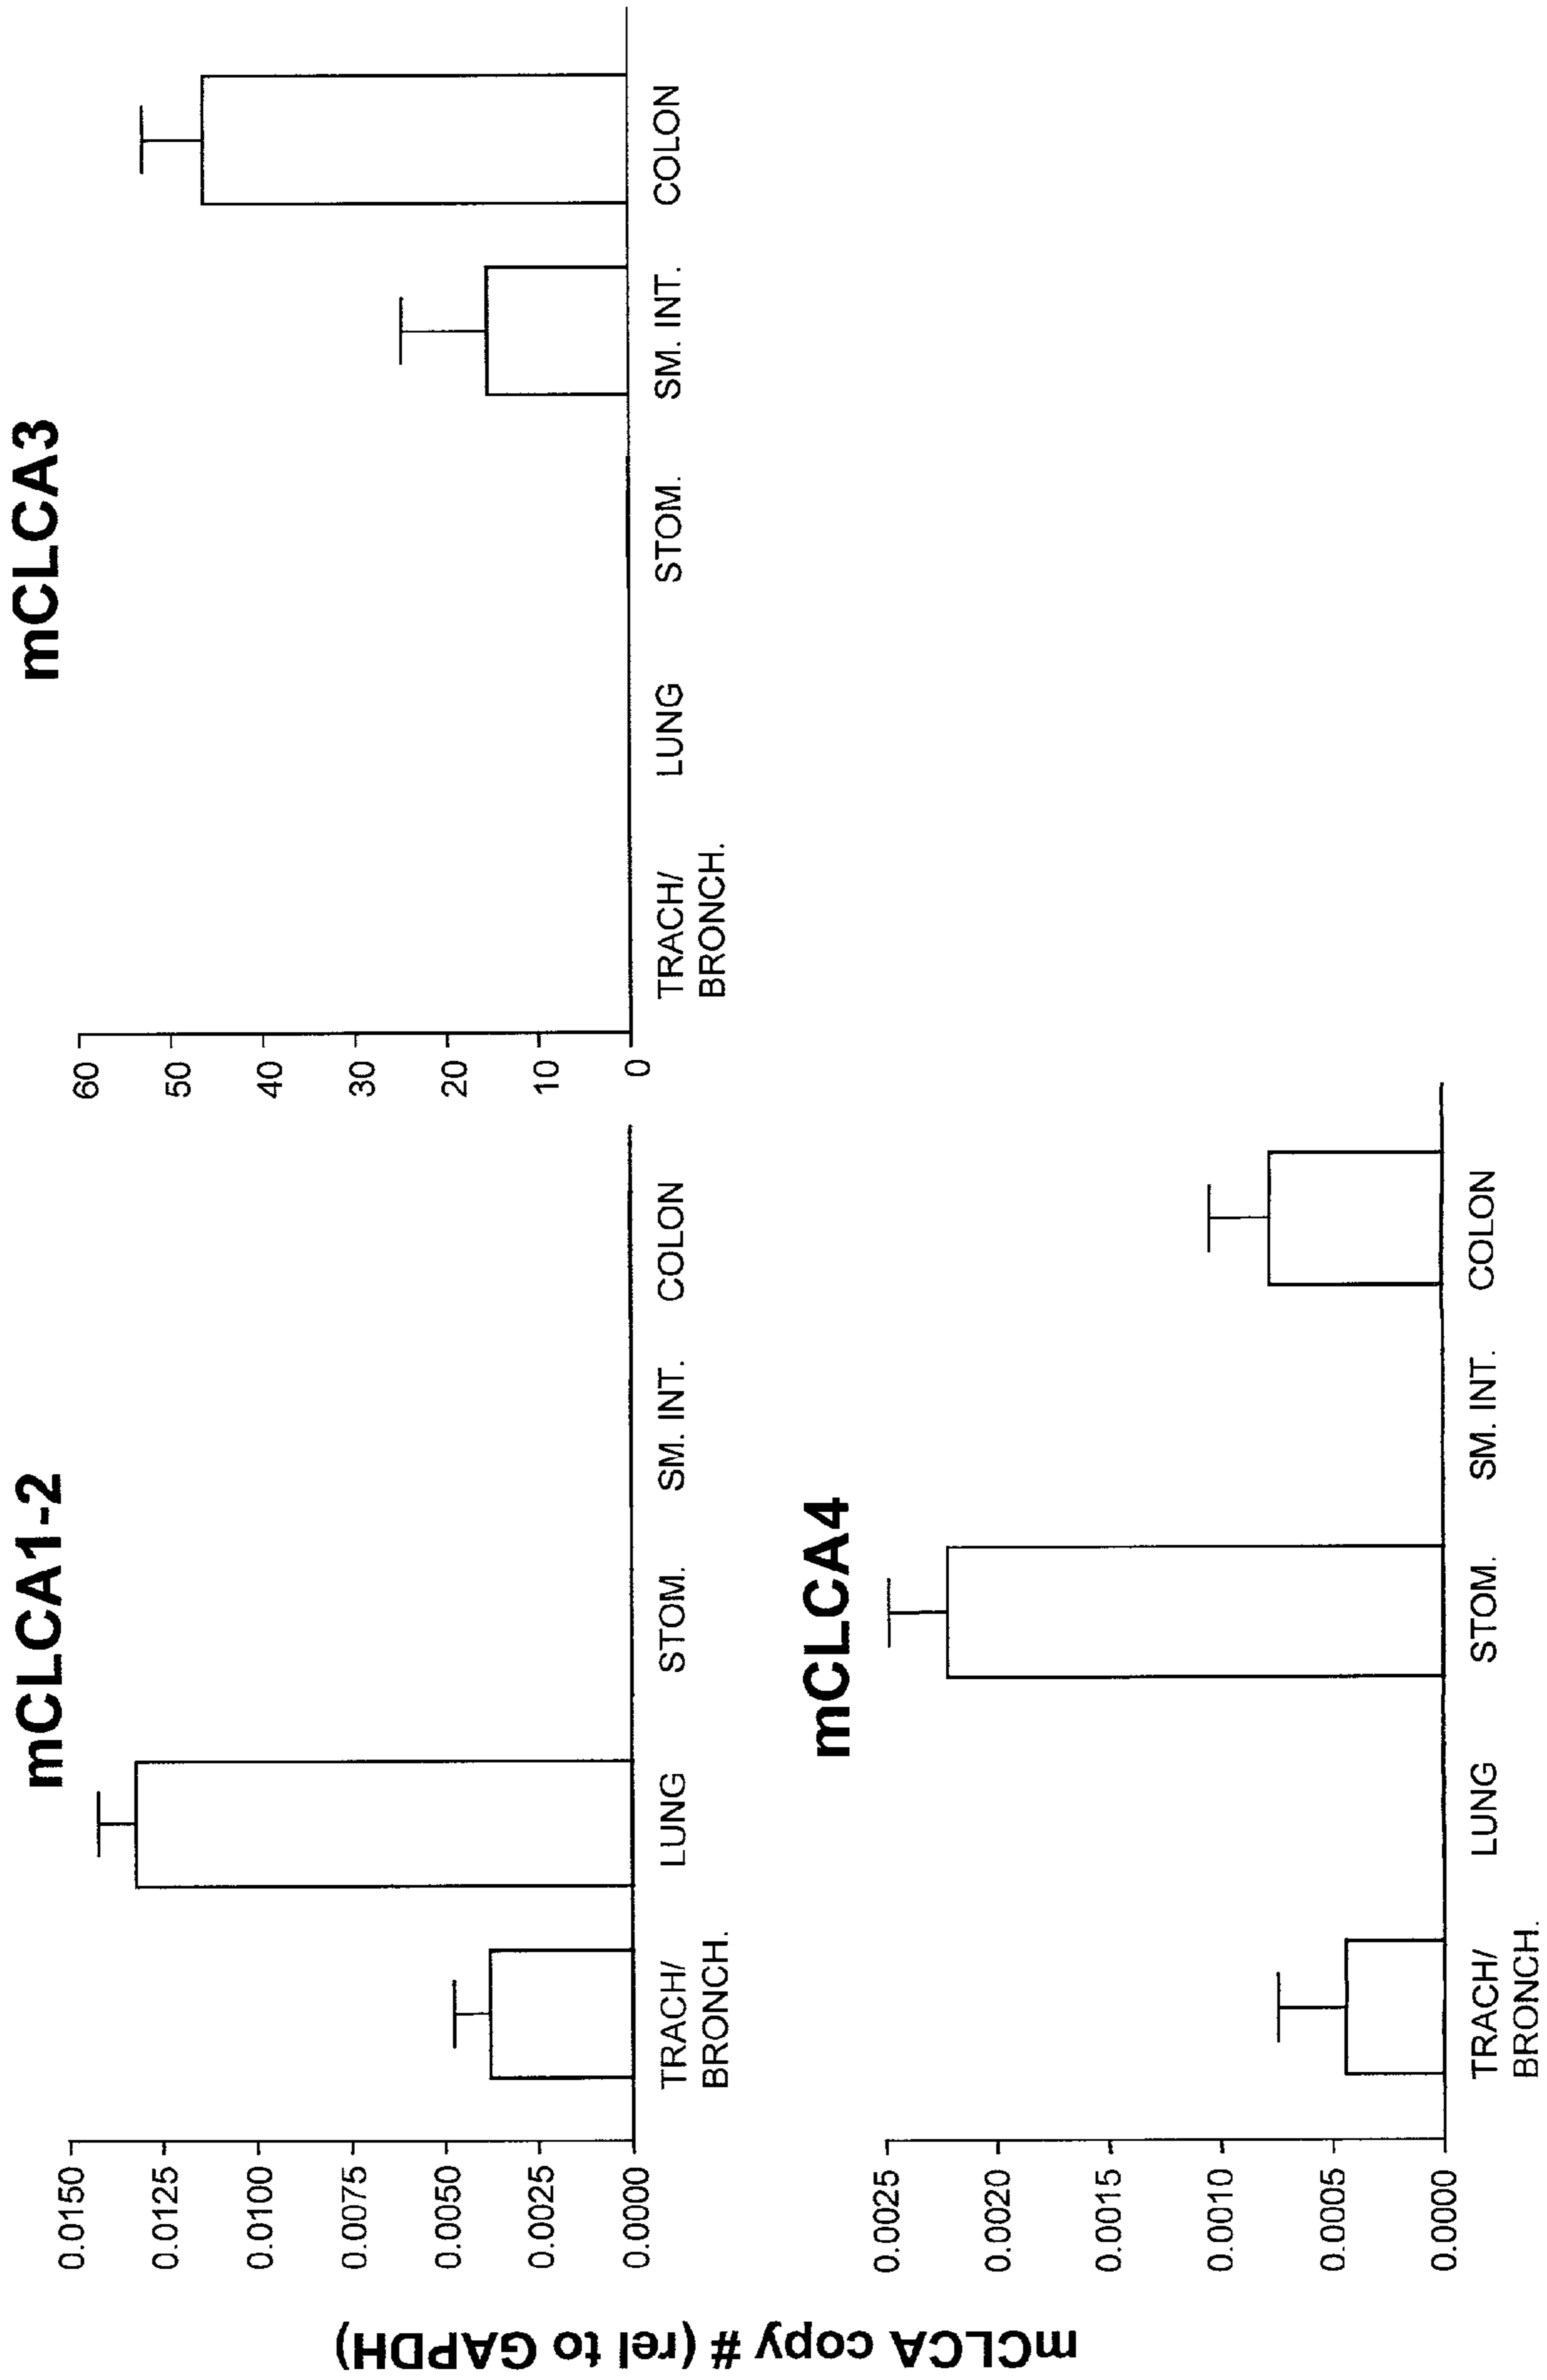 mCLCA copy # (rel to GAPDH)
mCLCA1-2
0.0150
0.0125
0.0100
0.0075
0.0050
0.0025
0.0000
TRACH/
BRONCH.
LUNG
STOM.
SM. INT.
COLON
mCLCA3
60
50
40
30
20
10
0
TRACH/
BRONCH.
LUNG
STOM.
SM. INT.
COLON
mCLCA4
0.0025
0.0020
0.0015
0.0010
0.0005
0.0000
TRACH/
BRONCH.
LUNG
STOM.
SM. INT.
COLON